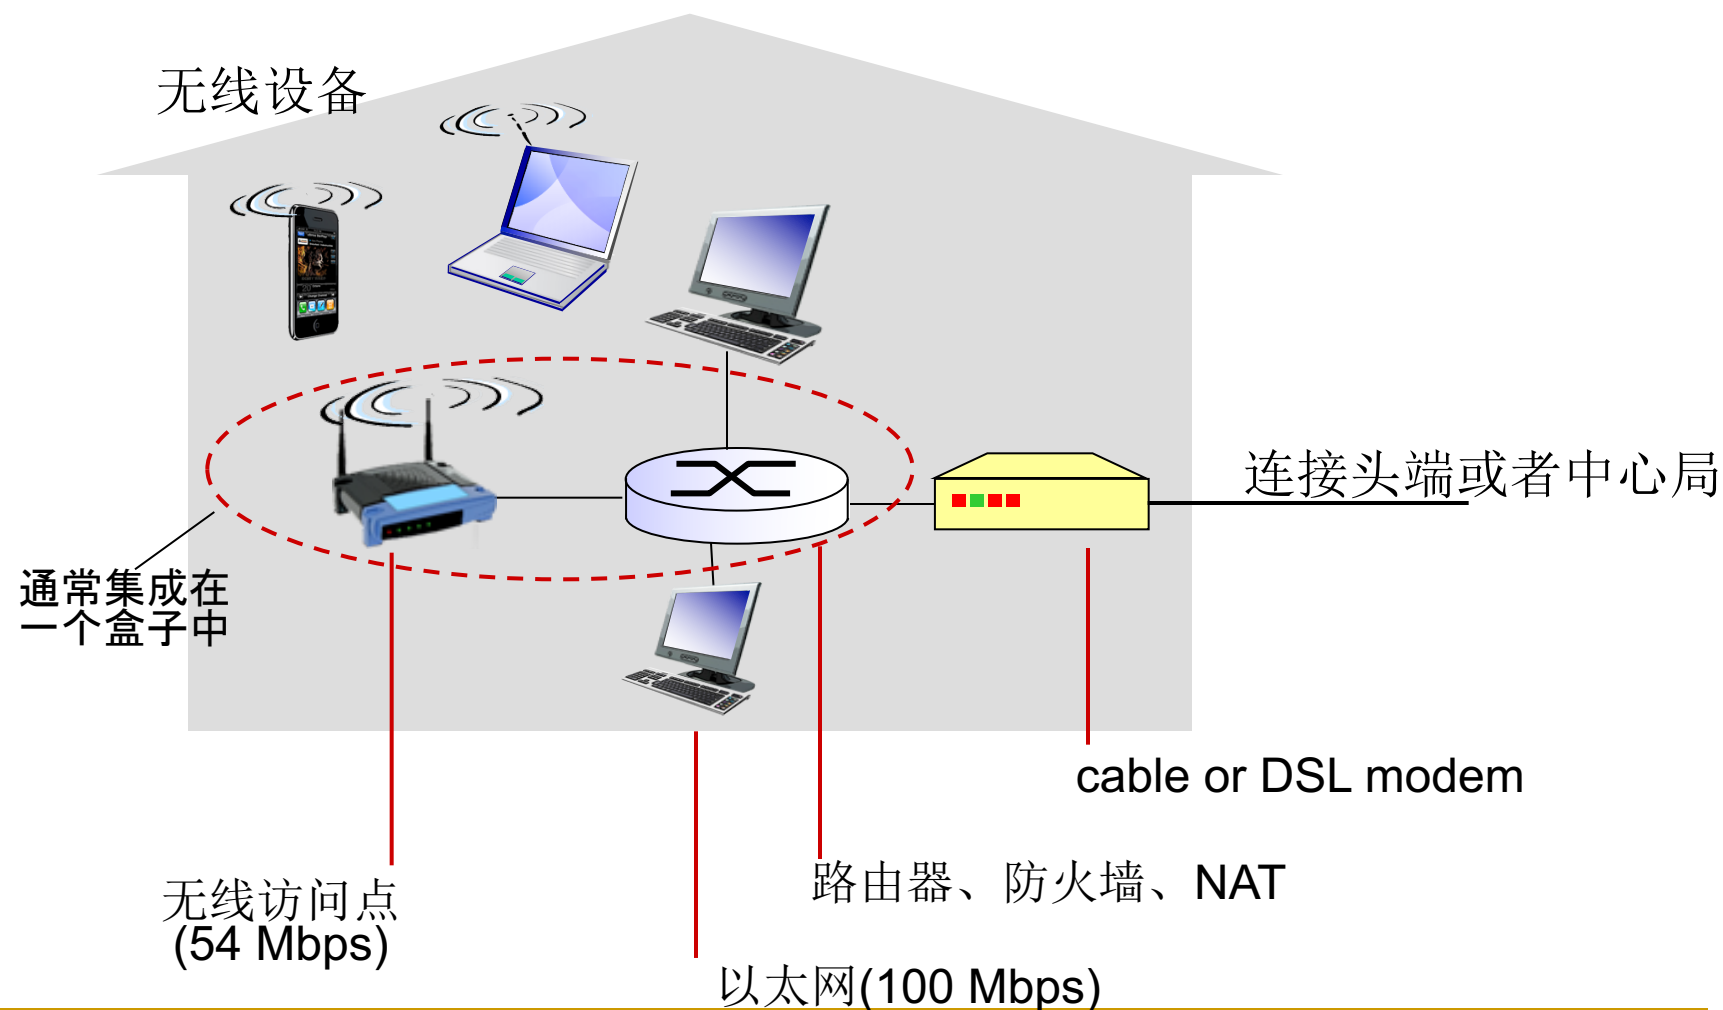 无线设备
连接头端或者中心局
通常集成在
一个盒子中
cable or DSL modem
路由器、防火墙、NAT
无线访问点
(54 Mbps)
以太网(100 Mbps)